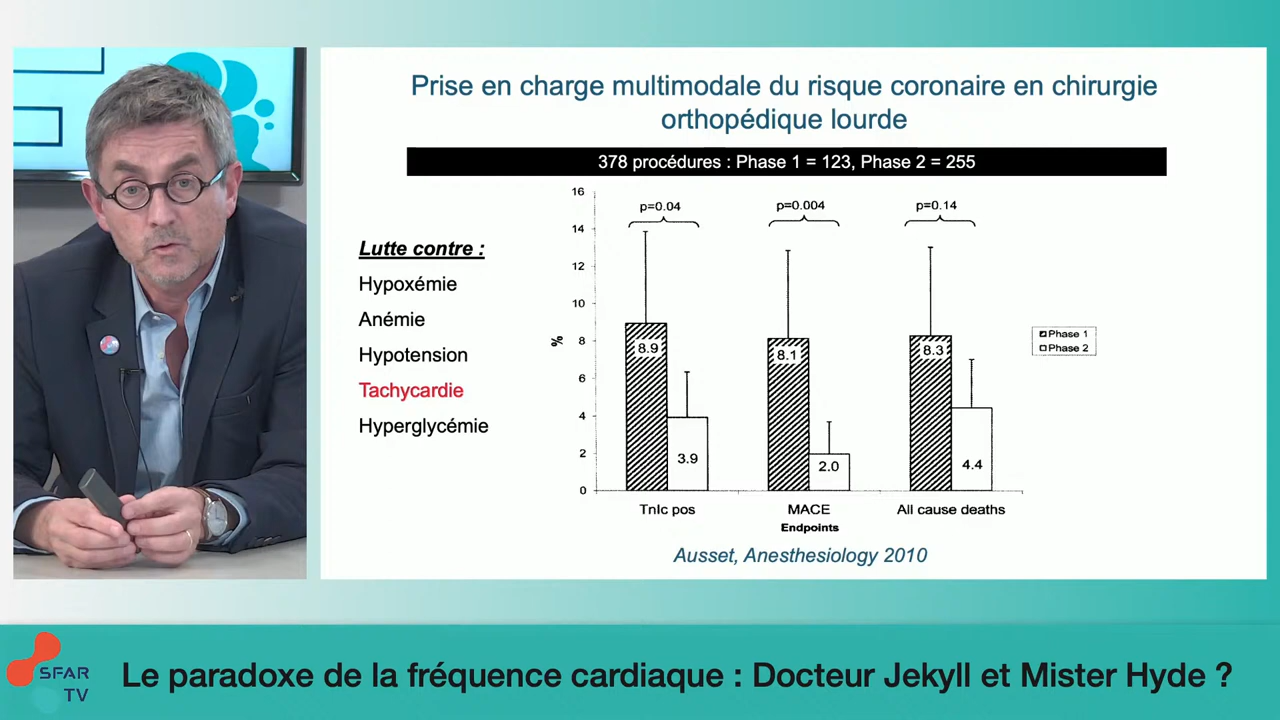 Prise en charge multimodale du risque coronaire en chirurgie
orthopédique lourde
378 procédures : Phase 1 = 123, Phase 2 = 255
Lutte contre :
Hypoxémie
Anémie
Hypotension
Tachycardie
Hyperglycémie
16
14
12
10
8
6
4
2
0
%
p=0.04
p=0.004
p=0.14
8.9
3.9
8.1
2.0
8.3
4.4
Phase 1
Phase 2
TnIc pos
MACE
All cause deaths
Endpoints
Ausset, Anesthesiology 2010
SFAR
TV
Le paradoxe de la fréquence cardiaque : Docteur Jekyll et Mister Hyde ?